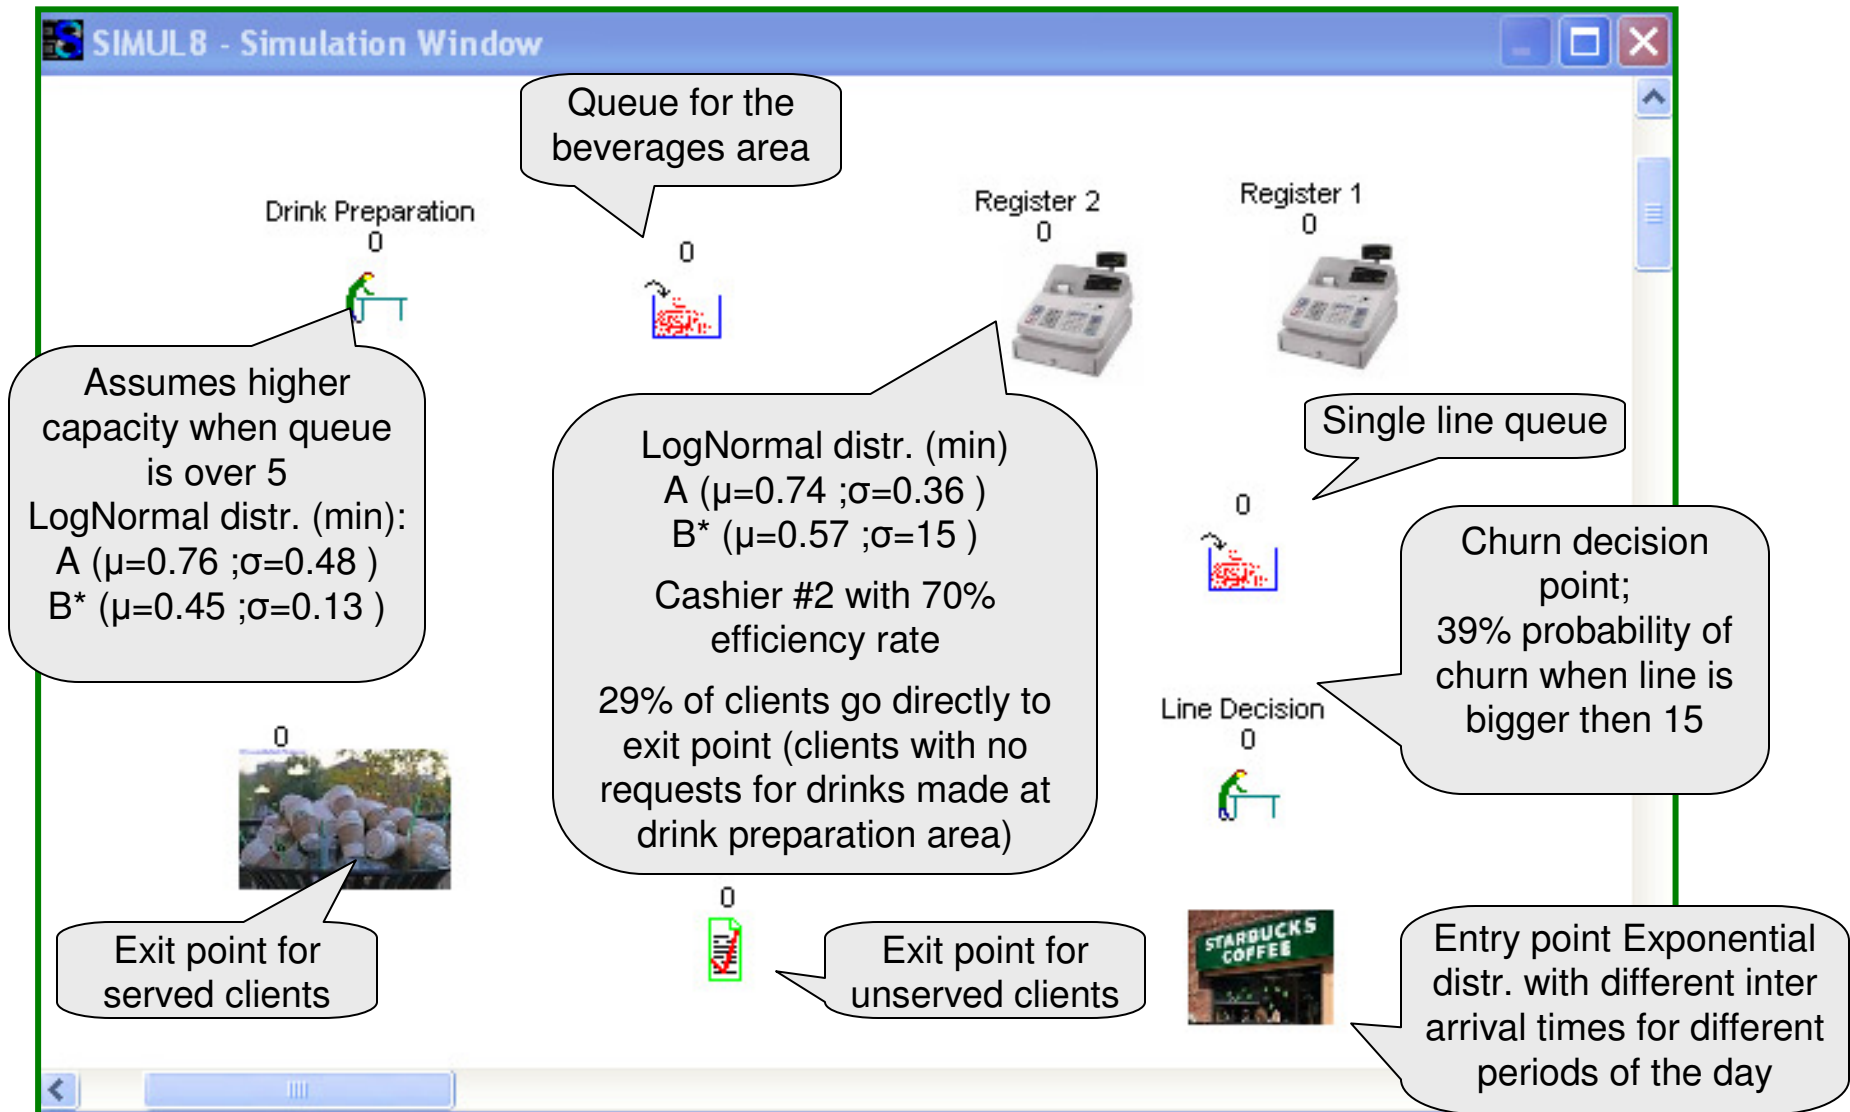 SIMUL8 - Simulation Window
Queue for the
beverages area
Drink Preparation
0
0
Register 2
0
Register 1
0
Assumes higher
capacity when queue
is over 5
LogNormal distr. (min):
A (μ=0.76 ;σ=0.48 )
B* (μ=0.45 ;σ=0.13 )
LogNormal distr. (min)
A (μ=0.74 ;σ=0.36 )
B* (μ=0.57 ;σ=15 )
Cashier #2 with 70%
efficiency rate
29% of clients go directly to
exit point (clients with no
requests for drinks made at
drink preparation area)
Single line queue
0
Churn decision
point;
39% probability of
churn when line is
bigger then 15
Line Decision
0
0
Exit point for
served clients
0
Exit point for
unserved clients
STARBUCKS
COFFEE
Entry point Exponential
distr. with different inter
arrival times for different
periods of the day